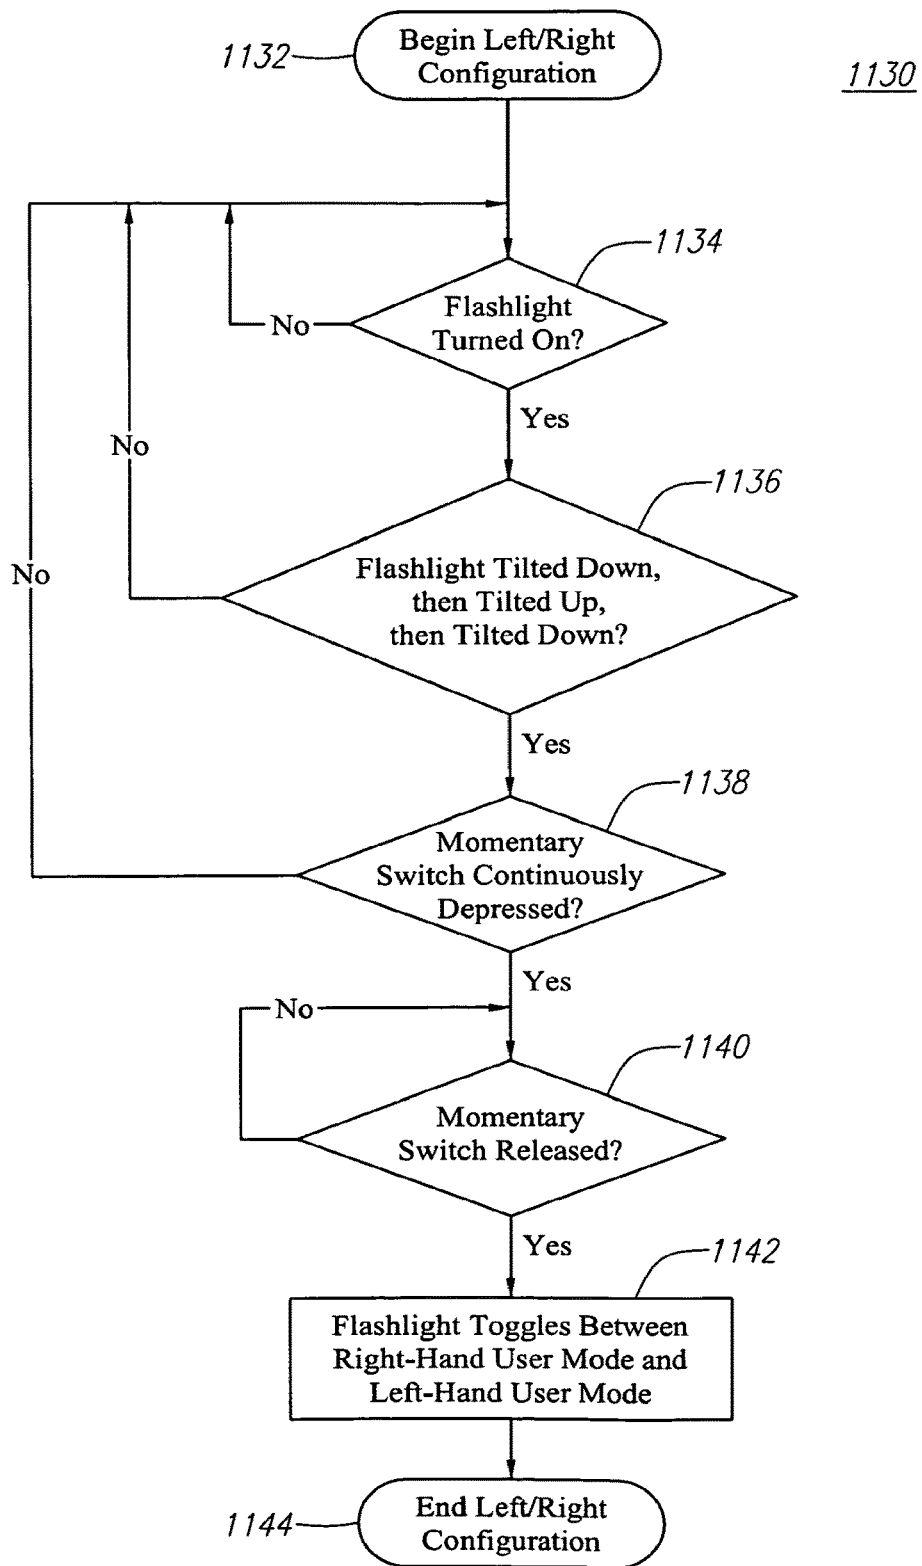 1130
1132
Begin Left/Right
Configuration
1134
Flashlight
Turned On?
No
Yes
No
1136
Flashlight Tilted Down,
then Tilted Up,
then Tilted Down?
No
Yes
1138
Momentary
Switch Continuously
Depressed?
Yes
No
1140
Momentary
Switch Released?
Yes
1142
Flashlight Toggles Between
Right-Hand User Mode and
Left-Hand User Mode
1144
End Left/Right
Configuration